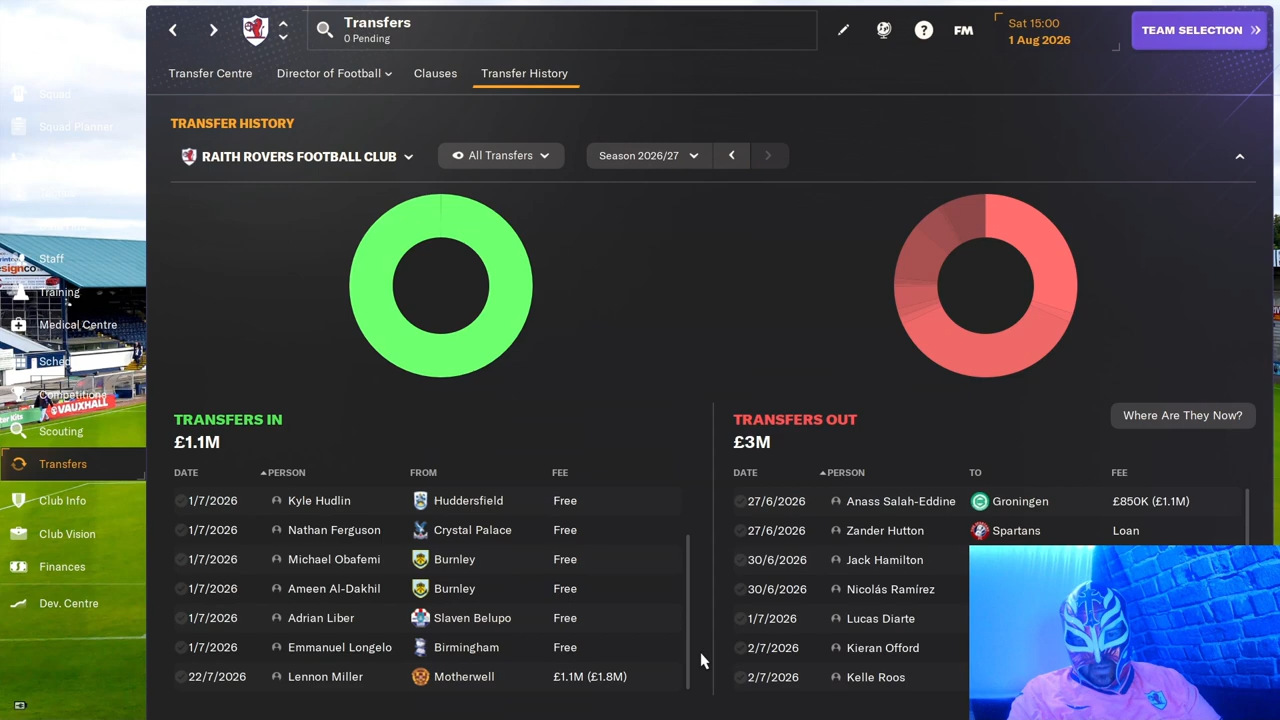 Transfers
0 Pending
FM
Sat 15:00
1 Aug 2026
TEAM SELECTION
Transfer Centre
Director of Football
Clauses
Transfer History
Squad
Squad Planner
Staff
Training
Medical Centre
Sched
Competitions
Scouting
Transfers
Club Info
Club Vision
Finances
Dev. Centre
VAUXHALL
TRANSFER HISTORY
RAITH ROVERS FOOTBALL CLUB
All Transfers
Season 2026/27
TRANSFERS IN
£1.1M
DATE PERSON FROM FEE
1/7/2026 Kyle Hudlin Huddersfield Free
1/7/2026 Nathan Ferguson Crystal Palace Free
1/7/2026 Michael Obafemi Burnley Free
1/7/2026 Ameen Al-Dakhil Burnley Free
1/7/2026 Adrian Liber Slaven Belupo Free
1/7/2026 Emmanuel Longelo Birmingham Free
22/7/2026 Lennon Miller Motherwell £1.1M (£1.8M)
TRANSFERS OUT
£3M
Where Are They Now?
DATE PERSON TO FEE
27/6/2026 Anass Salah-Eddine Groningen £850K (£1.1M)
27/6/2026 Zander Hutton Spartans Loan
30/6/2026 Jack Hamilton
30/6/2026 Nicolás Ramírez
1/7/2026 Lucas Diarte
2/7/2026 Kieran Offord
2/7/2026 Kelle Roos